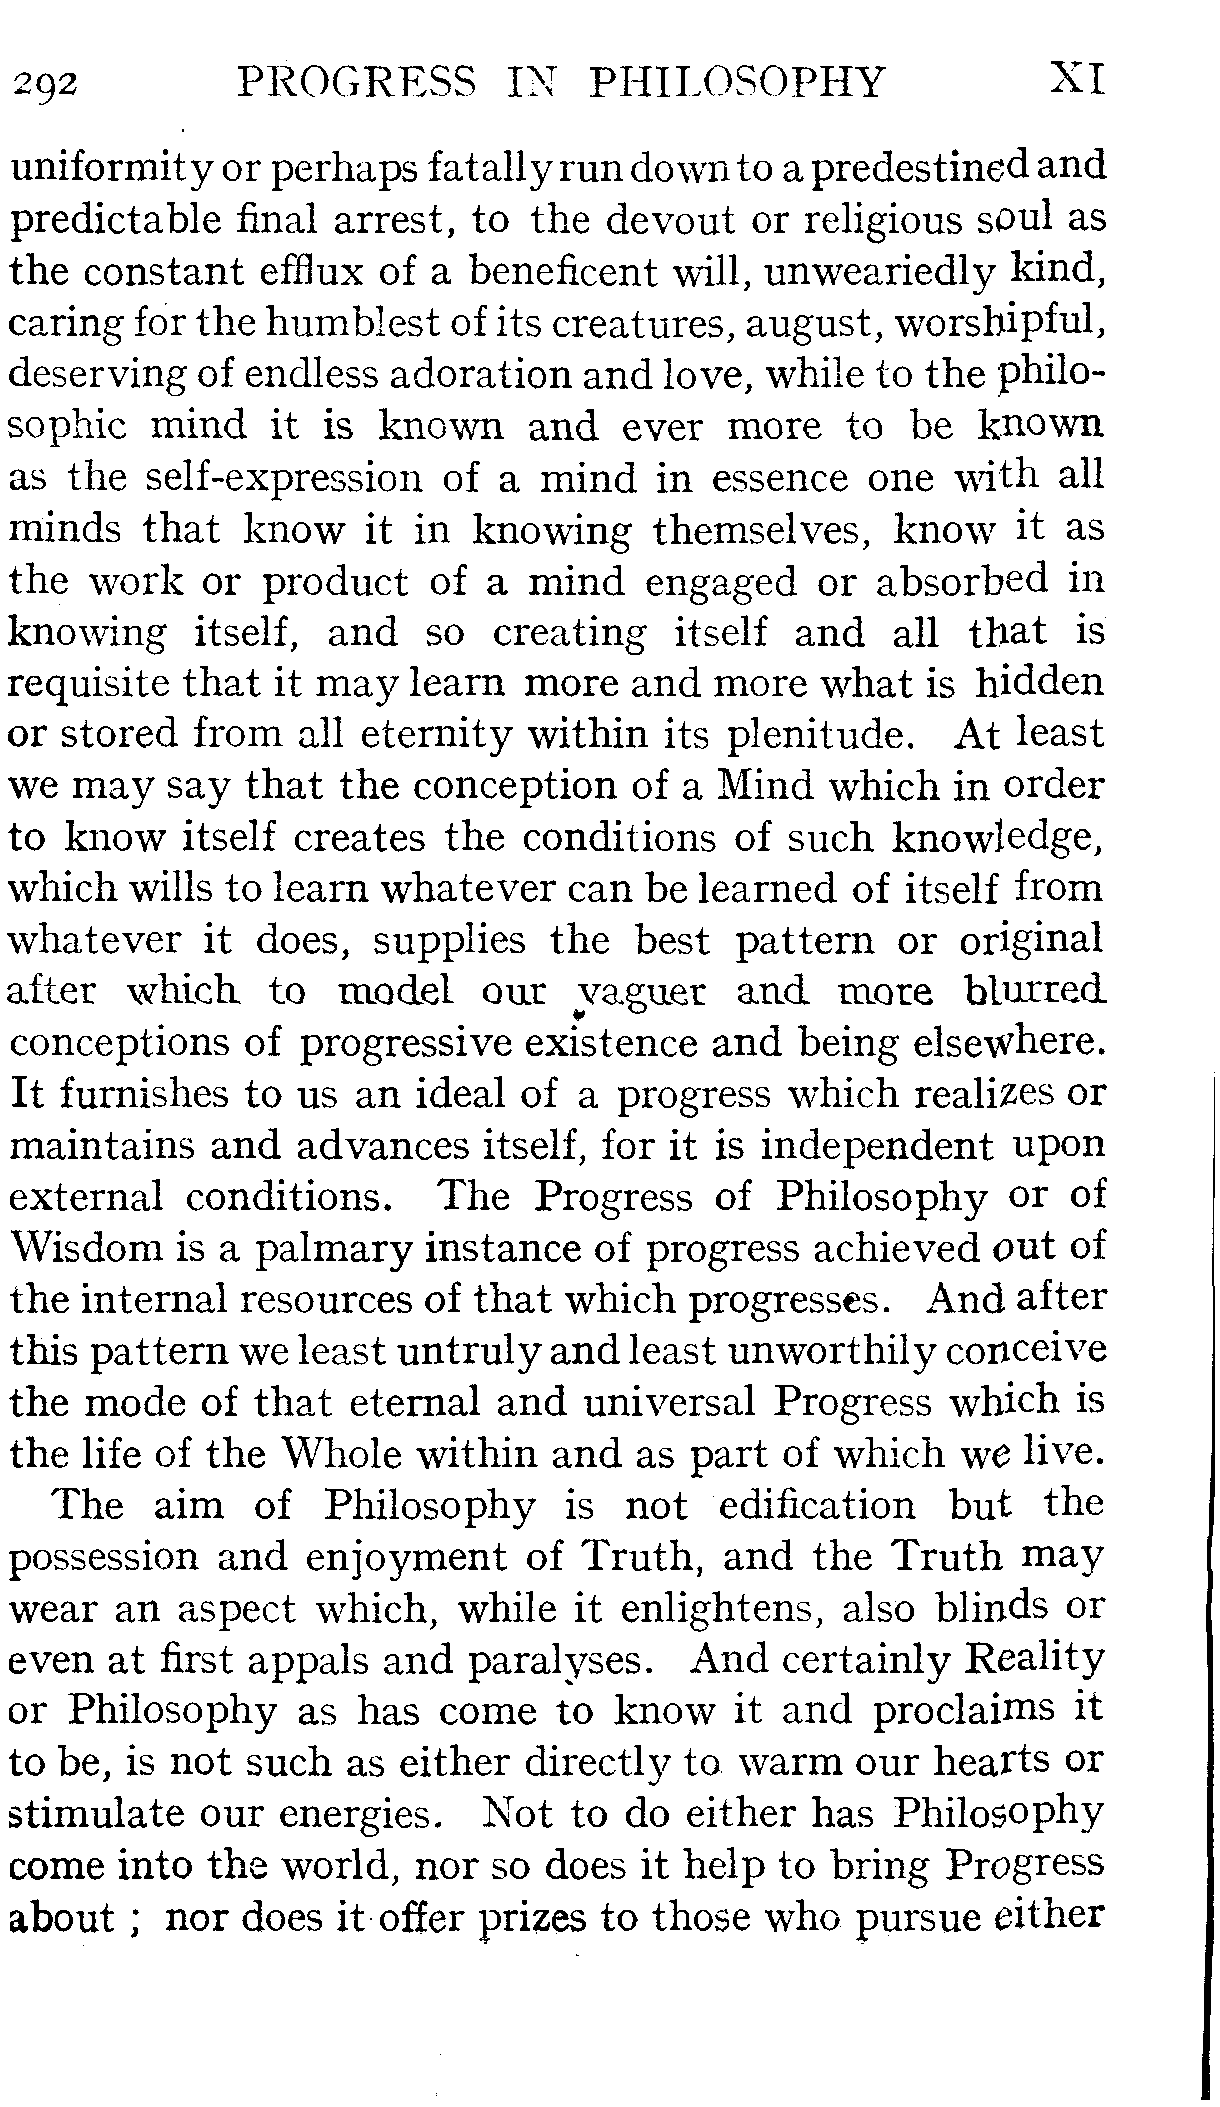 292 PROGRESS IN PHILOSOPHY XI
uniformity or perhaps fatally run down to a predestined and
predictable final arrest, to the devout or religious soul as
the constant efflux of a beneficent will, unweariedly kind,
caring for the humblest of its creatures, august, worshipful,
deserving of endless adoration and love, while to the philo-
sophic mind it is known and ever more to be known
as the self-expression of a mind in essence one with all
minds that know it in knowing themselves, know it as
the work or product of a mind engaged or absorbed in
knowing itself, and so creating itself and all that is
requisite that it may learn more and more what is hidden
or stored from all eternity within its plenitude. At least
we may say that the conception of a Mind which in order
to know itself creates the conditions of such knowledge,
which wills to learn whatever can be learned of itself from
whatever it does, supplies the best pattern or original
after which to model our vaguer and more blurred
conceptions of progressive existence and being elsewhere.
It furnishes to us an ideal of a progress which realizes or
maintains and advances itself, for it is independent upon
external conditions. The Progress of Philosophy or of
Wisdom is a palmary instance of progress achieved out of
the internal resources of that which progresses. And after
this pattern we least untruly and least unworthily conceive
the mode of that eternal and universal Progress which is
the life of the Whole within and as part of which we live.
The aim of Philosophy is not edification but the
possession and enjoyment of Truth, and the Truth may
wear an aspect which, while it enlightens, also blinds or
even at first appals and paralyses. And certainly Reality
or Philosophy as has come to know it and proclaims it
to be, is not such as either directly to warm our hearts or
stimulate our energies. Not to do either has Philosophy
come into the world, nor so does it help to bring Progress
about ; nor does it offer prizes to those who pursue either